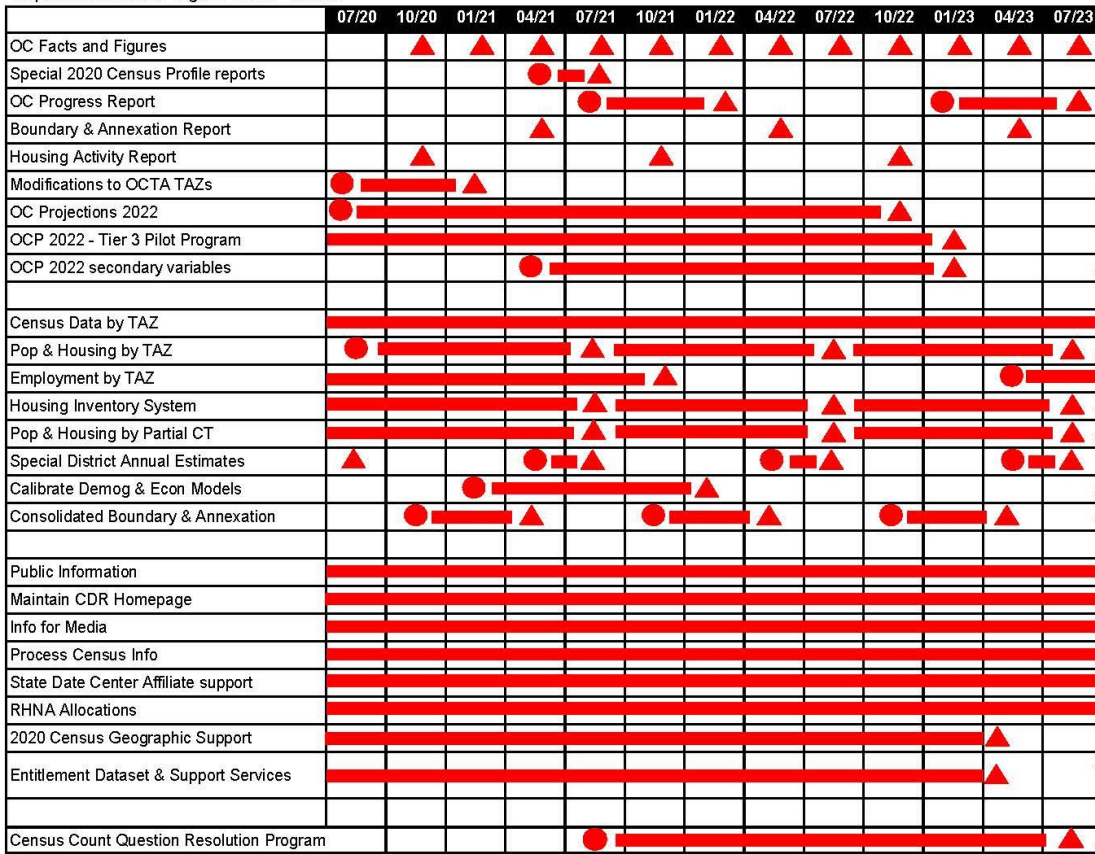 07/20 10/20 01/21 04/21 07/21 10/21 01/22 04/22 07/22 10/22 01/23 04/23 07/23
OC Facts and Figures
Special 2020 Census Profile reports
OC Progress Report
Boundary & Annexation Report
Housing Activity Report
Modifications to OCTA TAZs
OC Projections 2022
OCP 2022 - Tier 3 Pilot Program
OCP 2022 secondary variables
Census Data by TAZ
Pop & Housing by TAZ
Employment by TAZ
Housing Inventory System
Pop & Housing by Partial CT
Special District Annual Estimates
Calibrate Demog & Econ Models
Consolidated Boundary & Annexation
Public Information
Maintain CDR Homepage
Info for Media
Process Census Info
State Date Center Affiliate support
RHNA Allocations
2020 Census Geographic Support
Entitlement Dataset & Support Services
Census Count Question Resolution Program